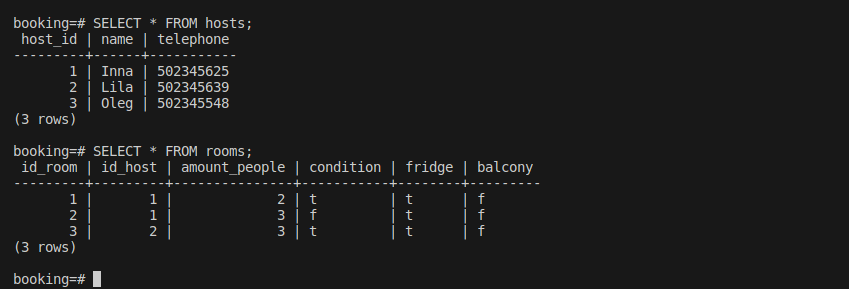 booking=# SELECT * FROM hosts;
 host_id | name | telephone
---------+------+-----------
       1 | Inna | 502345625
       2 | Lila | 502345639
       3 | Oleg | 502345548
(3 rows)

booking=# SELECT * FROM rooms;
 id_room | id_host | amount_people | condition | fridge | balcony
---------+---------+---------------+-----------+--------+---------
       1 |       1 |             2 | t         | t      | f
       2 |       1 |             3 | f         | t      | f
       3 |       2 |             3 | t         | t      | f
(3 rows)

booking=#